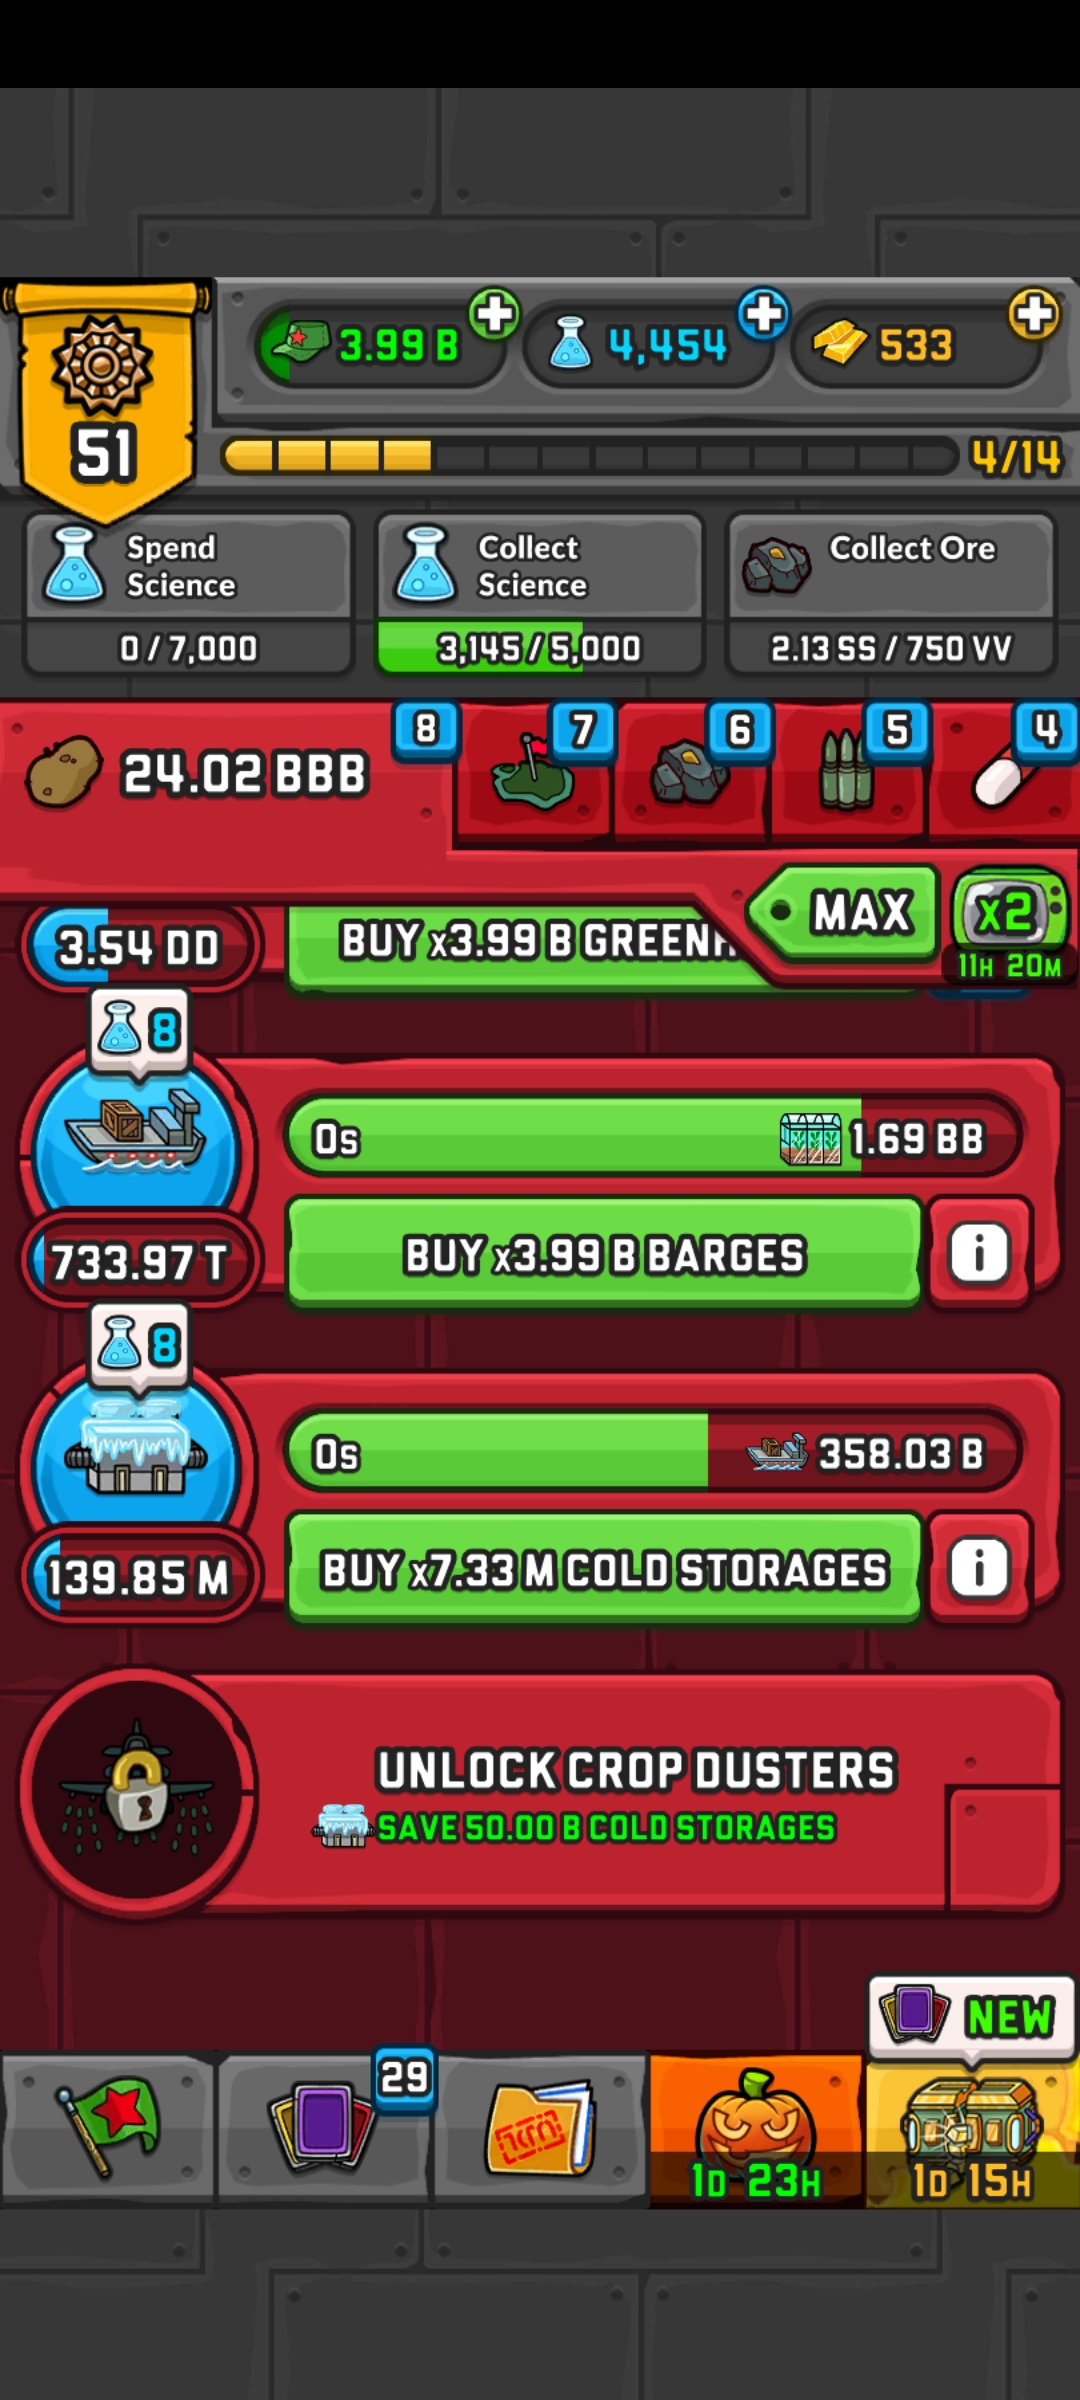 3.99 B
4,454
533
51
4/14
Spend
Science
0 / 7,000
Collect
Science
3,145 / 5,000
Collect Ore
2.13 SS / 750 VV
24.02 BBB
8
7
6
5
4
MAX
x2
11H 20M
3.54 DD
BUY x3.99 B GREENH
8
0s
1.69 BB
733.97 T
BUY x3.99 B BARGES
i
8
0s
358.03 B
139.85 M
BUY x7.33 M COLD STORAGES
i
UNLOCK CROP DUSTERS
SAVE 50.00 B COLD STORAGES
NEW
29
1D 23H
1D 15H